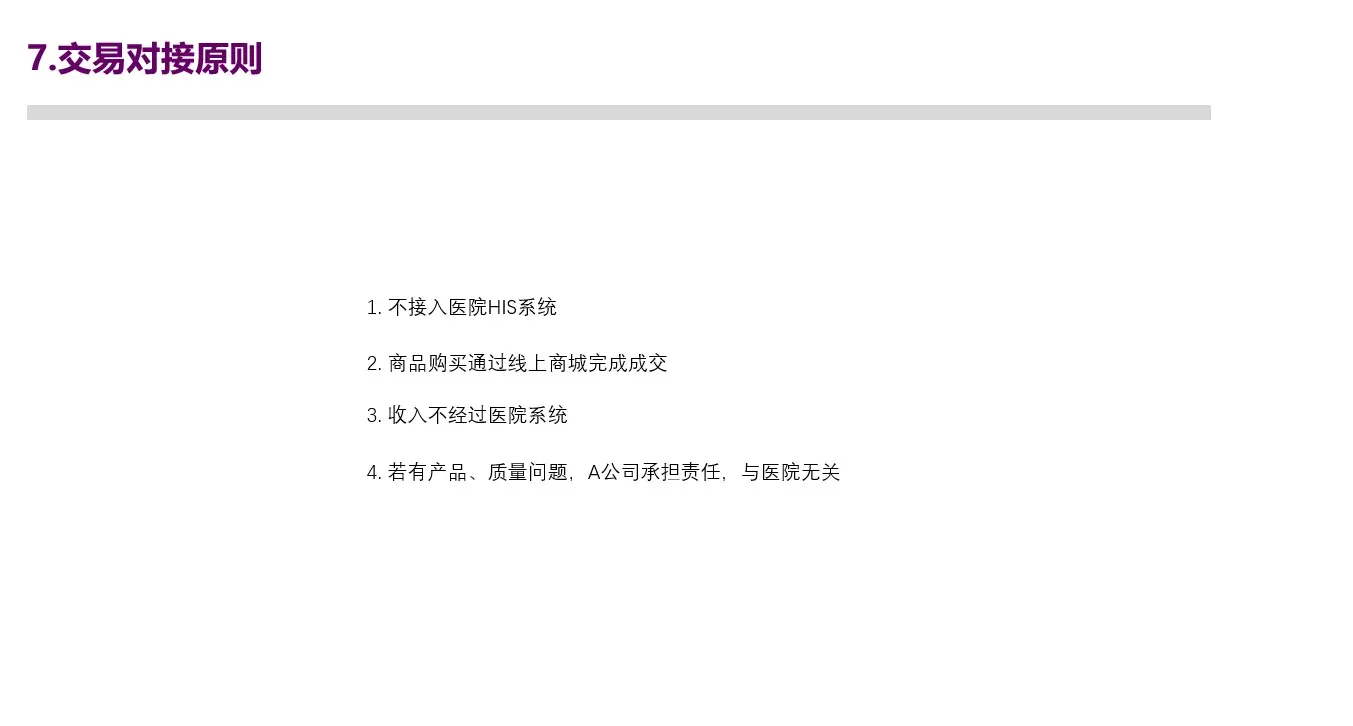 7.交易对接原则
1. 不接入医院HIS系统
2. 商品购买通过线上商城完成成交
3. 收入不经过医院系统
4. 若有产品、质量问题，A公司承担责任，与医院无关